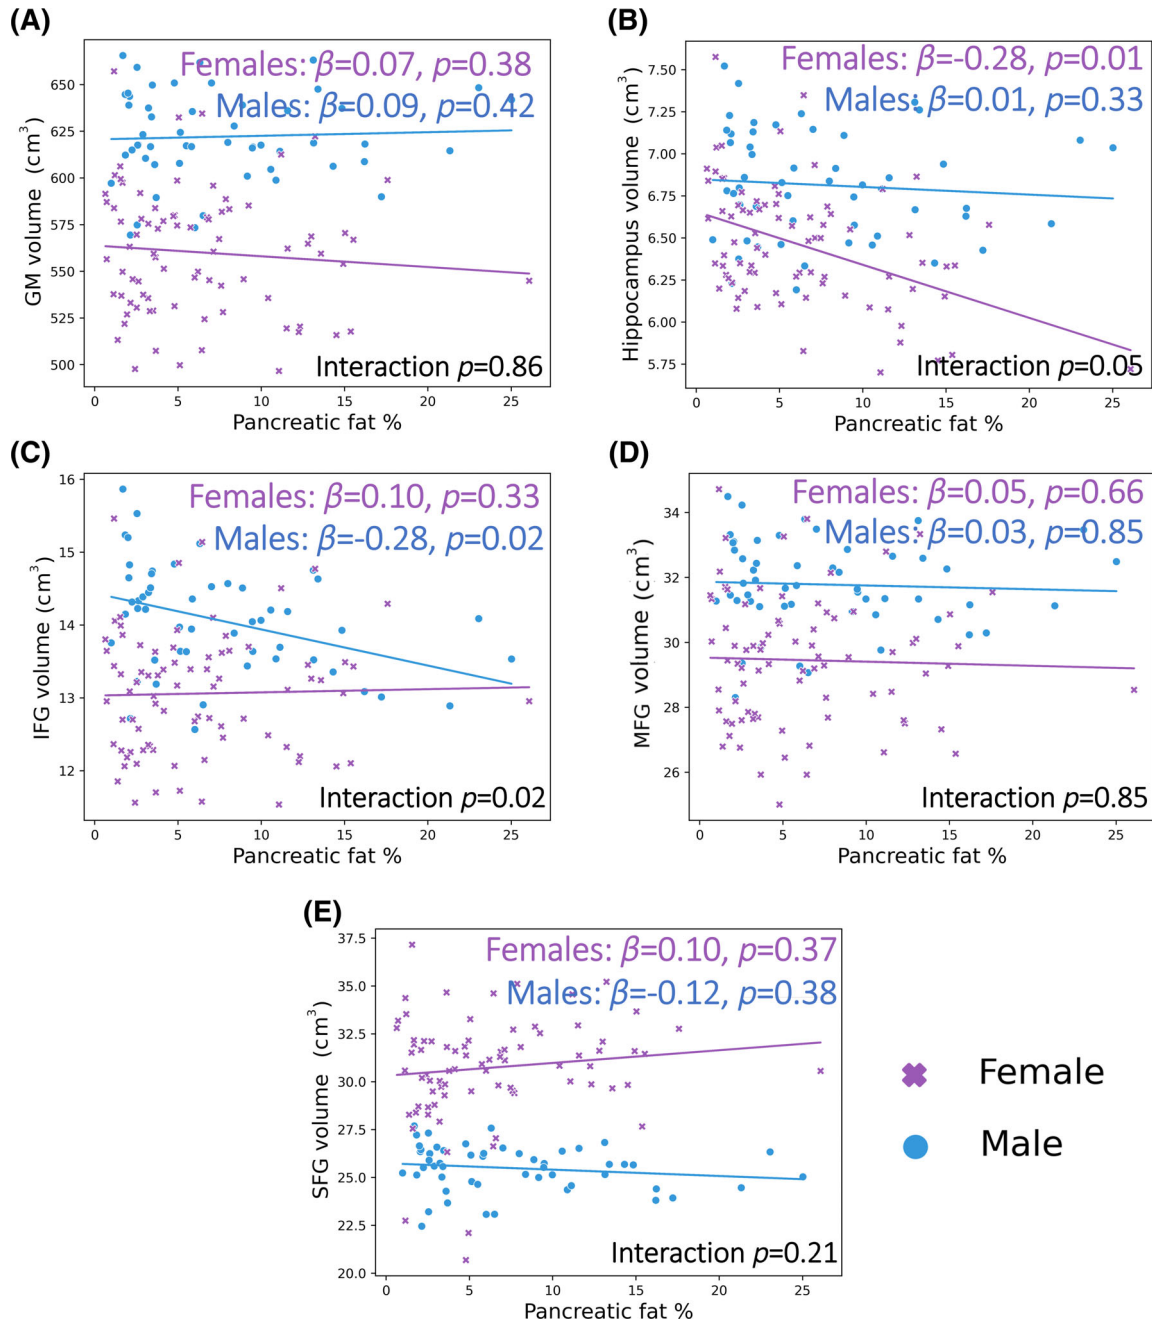 (A)
Females: β=0.07, p=0.38
Males: β=0.09, p=0.42
GM volume (cm³)
650
625
600
575
550
525
500
Interaction p=0.86
0 5 10 15 20 25
Pancreatic fat %
(B)
Females: β=-0.28, p=0.01
Males: β=0.01, p=0.33
Hippocampus volume (cm³)
7.50
7.25
7.00
6.75
6.50
6.25
6.00
5.75
Interaction p=0.05
0 5 10 15 20 25
Pancreatic fat %
(C)
Females: β=0.10, p=0.33
Males: β=-0.28, p=0.02
IFG volume (cm³)
16
15
14
13
12
Interaction p=0.02
0 5 10 15 20 25
Pancreatic fat %
(D)
Females: β=0.05, p=0.66
Males: β=0.03, p=0.85
MFG volume (cm³)
34
32
30
28
26
Interaction p=0.85
0 5 10 15 20 25
Pancreatic fat %
(E)
Females: β=0.10, p=0.37
Males: β=-0.12, p=0.38
SFG volume (cm³)
37.5
35.0
32.5
30.0
27.5
25.0
22.5
20.0
Interaction p=0.21
0 5 10 15 20 25
Pancreatic fat %
Female
Male